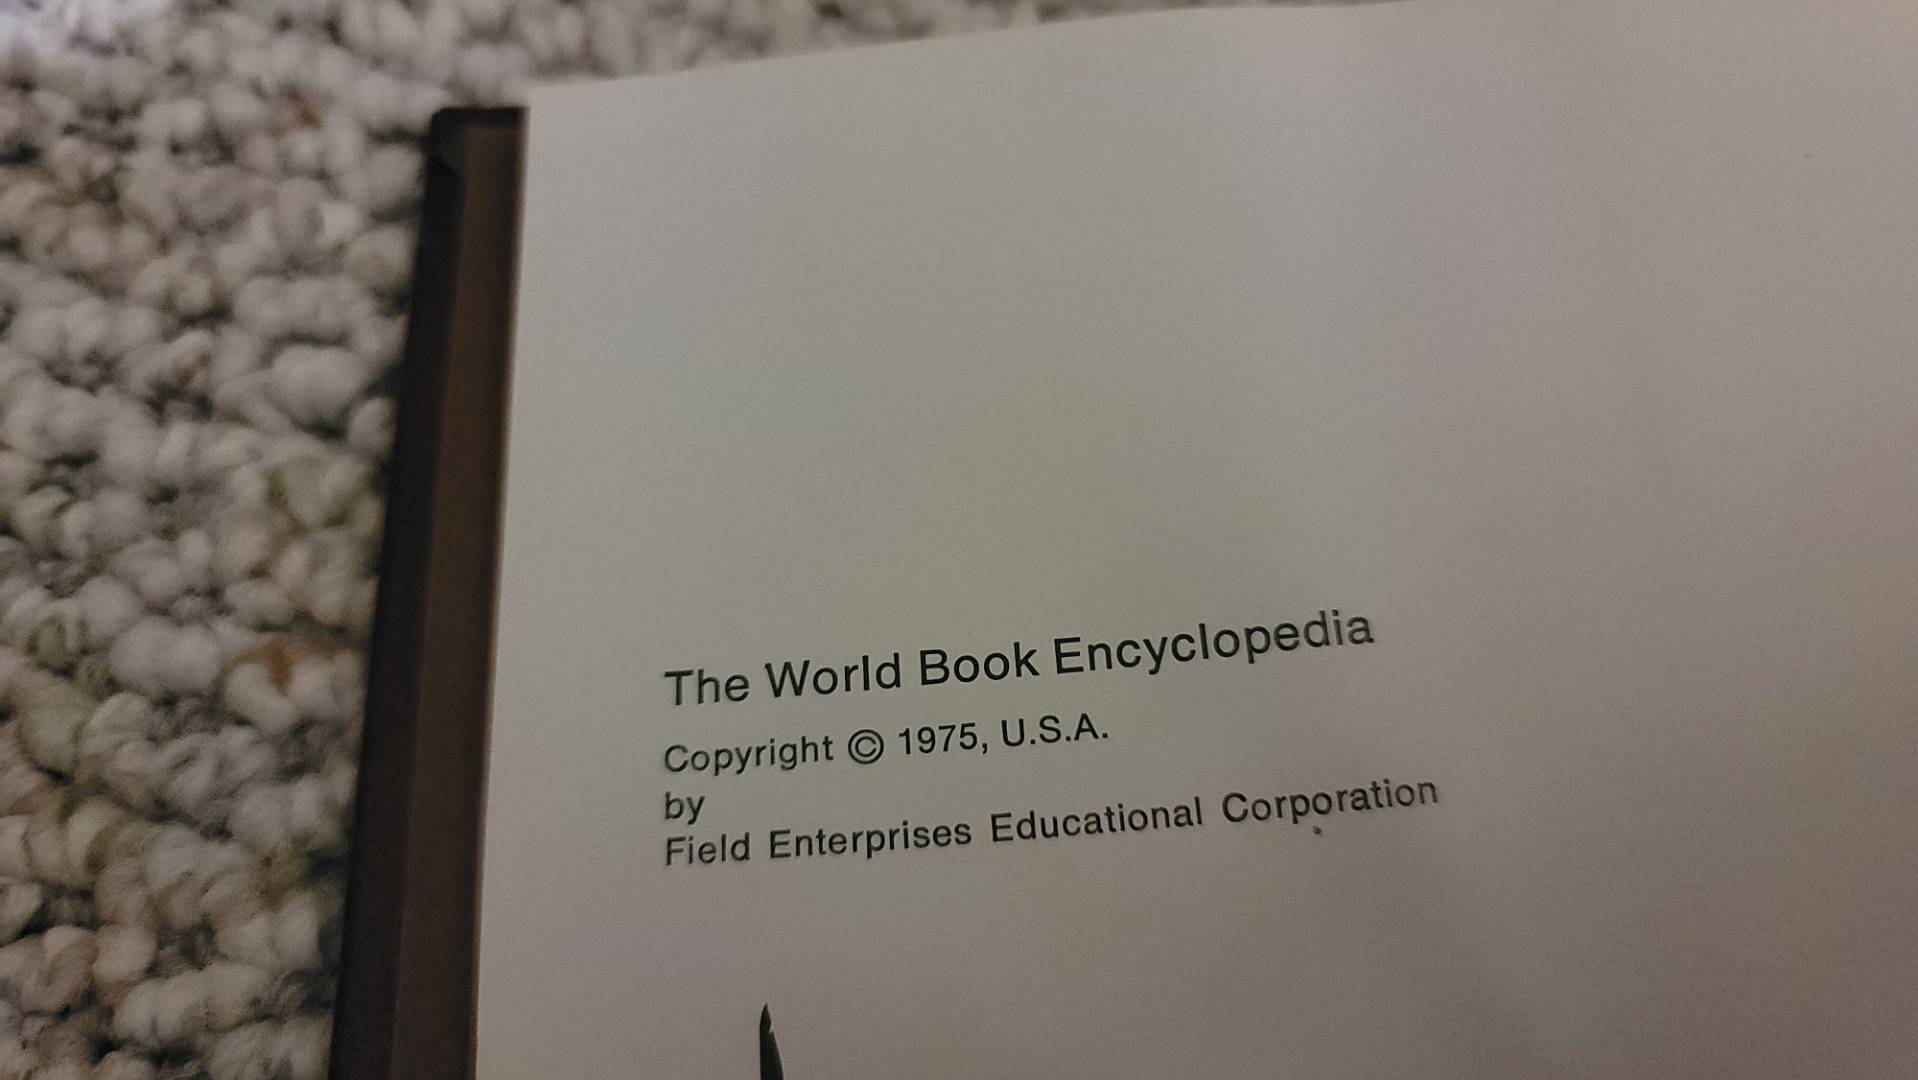 The World Book Encyclopedia
Copyright © 1975, U.S.A.
by
Field Enterprises Educational Corporation